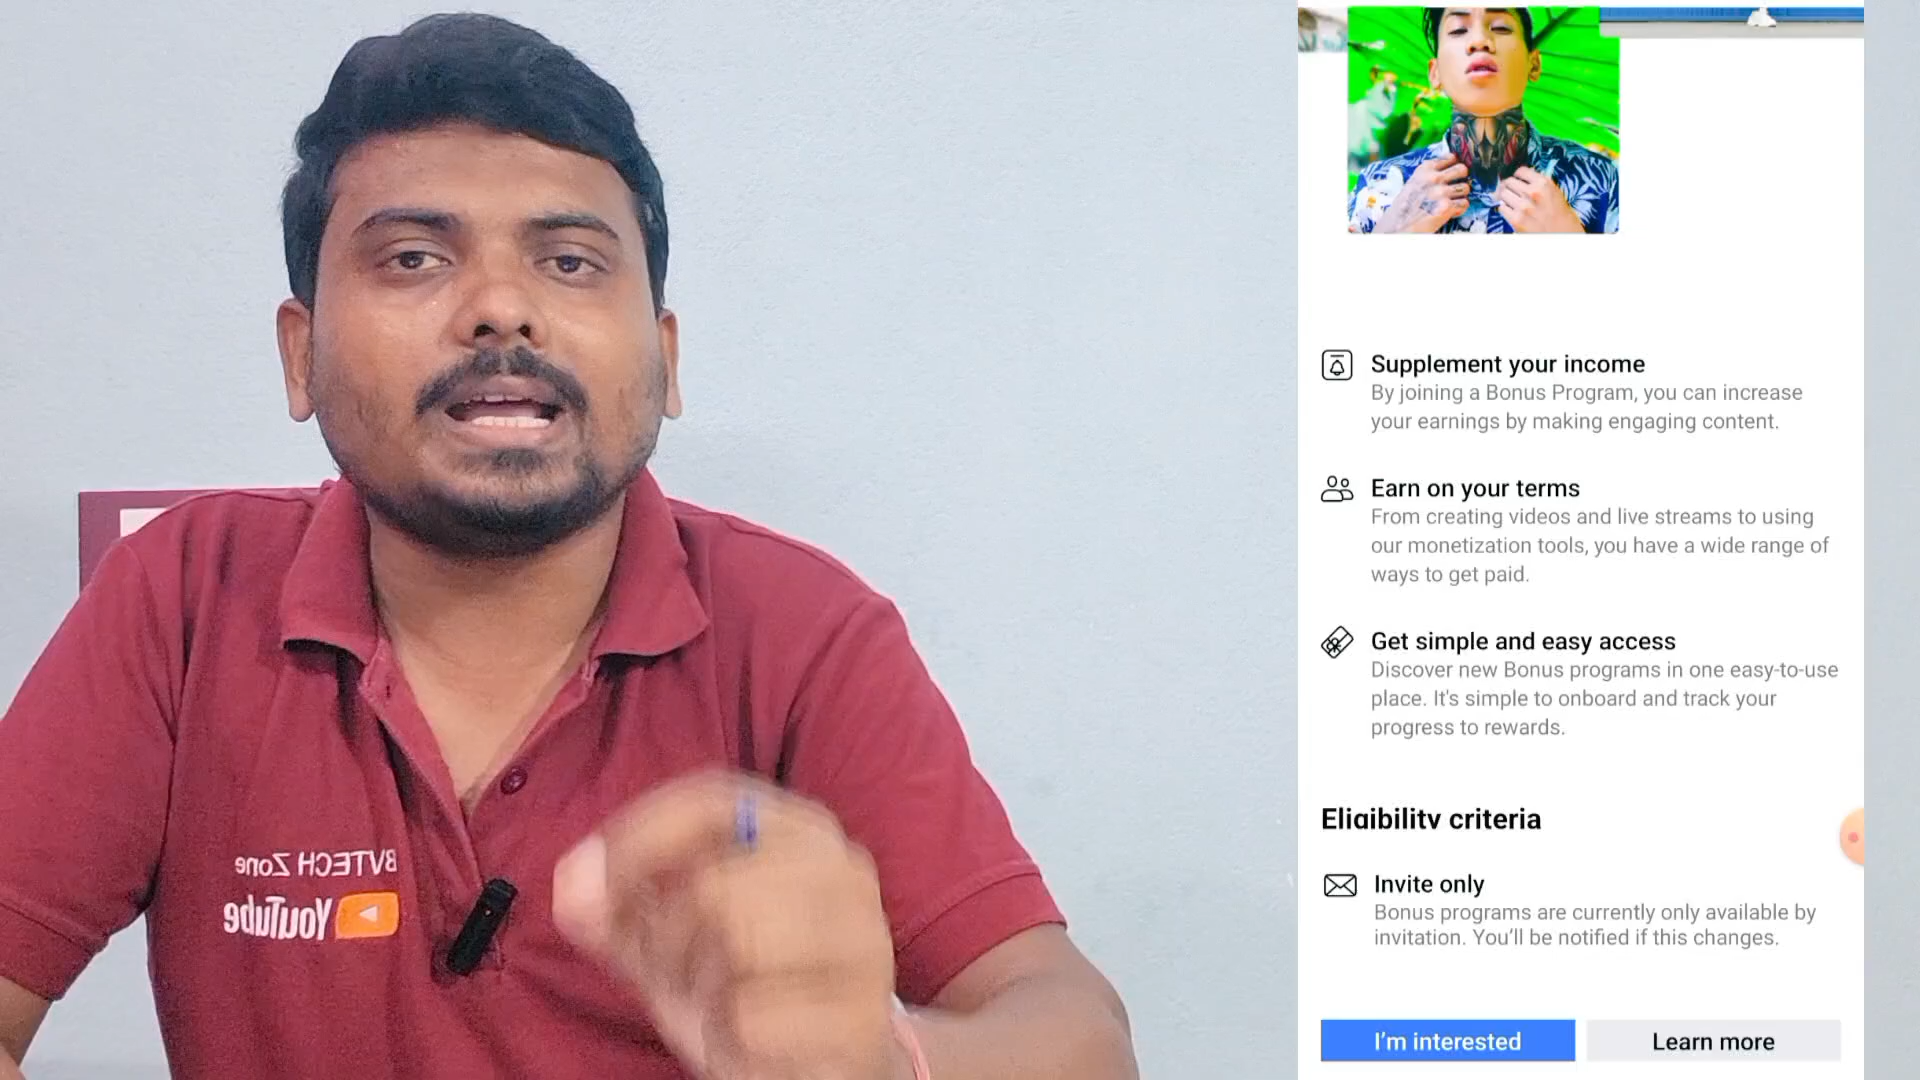 BVTECH Zone
YouTube
Supplement your income
By joining a Bonus Program, you can increase
your earnings by making engaging content.
Earn on your terms
From creating videos and live streams to using
our monetization tools, you have a wide range of
ways to get paid.
Get simple and easy access
Discover new Bonus programs in one easy-to-use
place. It's simple to onboard and track your
progress to rewards.
Eligibility criteria
Invite only
Bonus programs are currently only available by
invitation. You’ll be notified if this changes.
I’m interested
Learn more